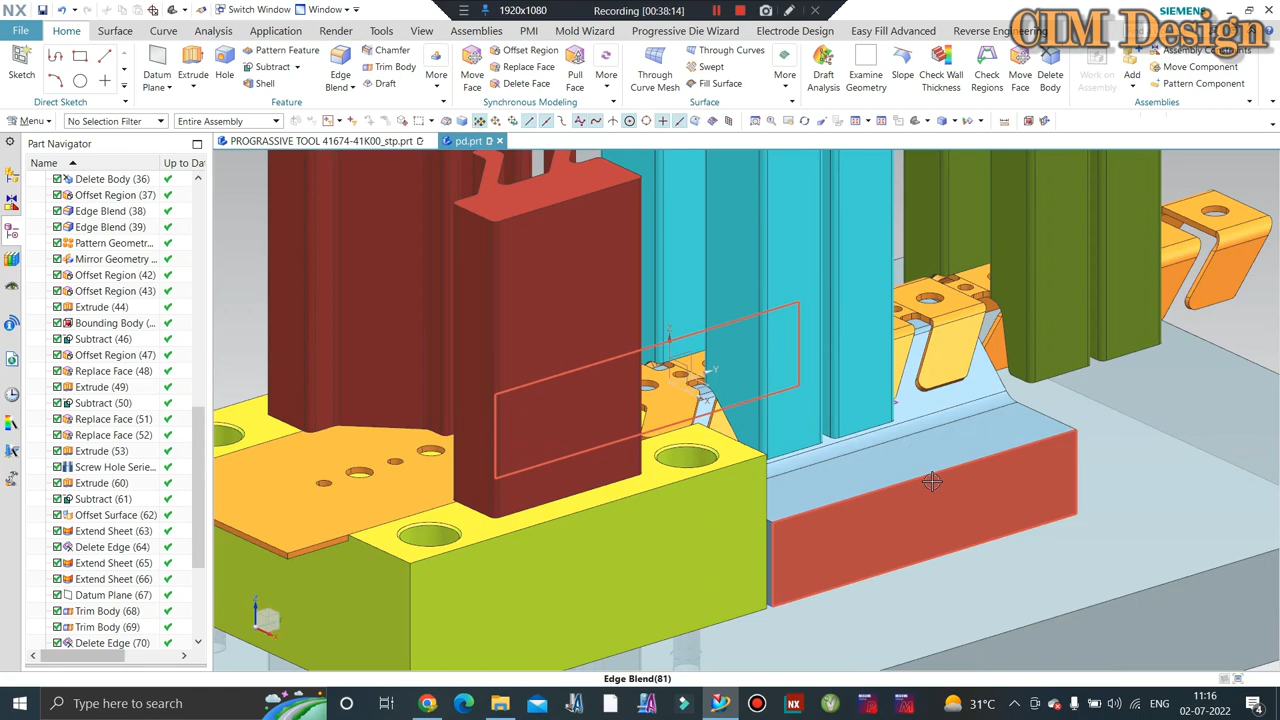 NX Switch Window Window 1920x1080 Recording [00:38:14] SIEMENS
CTM Design
File Home Surface Curve Analysis Application Render Tools View Assemblies PMI Mold Wizard Progressive Die Wizard Electrode Design Easy Fill Advanced Reverse Engineering
Sketch Datum Plane Extrude Hole Pattern Feature Subtract Shell Edge Blend Chamfer Trim Body Draft More Move Face Offset Region Replace Face Delete Face Pull Face More Through Curve Mesh Through Curves Swept Fill Surface More Draft Analysis Examine Geometry Slope Check Wall Thickness Check Regions Move Face Delete Body Work on Assembly Add Assembly Constraints Move Component Pattern Component
Direct Sketch Feature Synchronous Modeling Surface Assemblies
Menu No Selection Filter Entire Assembly
Part Navigator PROGRASSIVE TOOL 41674-41K00_stp.prt pd.prt
Name Up to Da
Delete Body (36)
Offset Region (37)
Edge Blend (38)
Edge Blend (39)
Pattern Geometr...
Mirror Geometry ...
Offset Region (42)
Offset Region (43)
Extrude (44)
Bounding Body (...
Subtract (46)
Offset Region (47)
Replace Face (48)
Extrude (49)
Subtract (50)
Replace Face (51)
Replace Face (52)
Extrude (53)
Screw Hole Serie...
Extrude (60)
Subtract (61)
Offset Surface (62)
Extend Sheet (63)
Delete Edge (64)
Extend Sheet (65)
Extend Sheet (66)
Datum Plane (67)
Trim Body (68)
Trim Body (69)
Delete Edge (70)
Z
Y
X
Edge Blend(81)
Type here to search 31°C ENG 11:16
02-07-2022